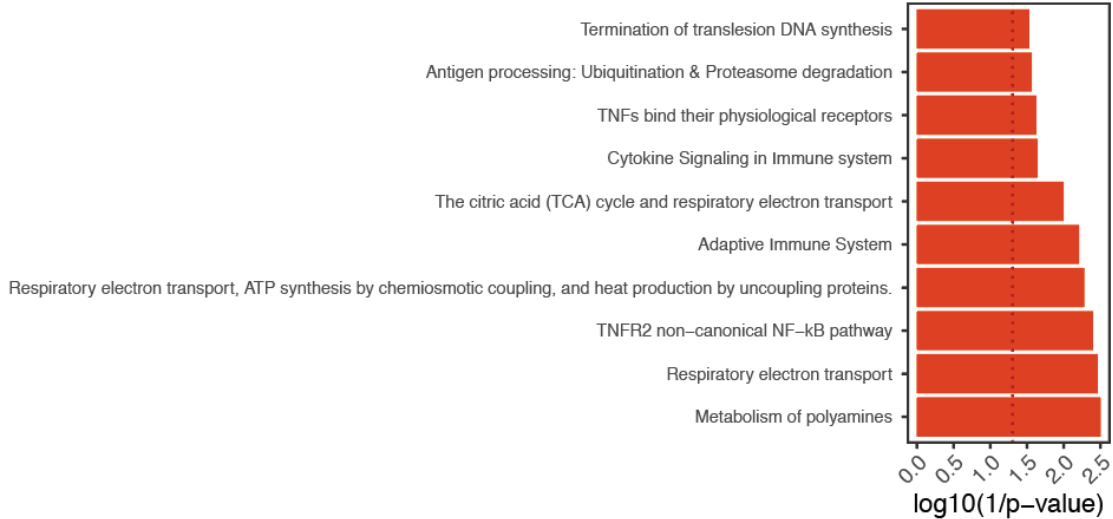 Termination of translesion DNA synthesis
Antigen processing: Ubiquitination & Proteasome degradation
TNFs bind their physiological receptors
Cytokine Signaling in Immune system
The citric acid (TCA) cycle and respiratory electron transport
Adaptive Immune System
Respiratory electron transport, ATP synthesis by chemiosmotic coupling, and heat production by uncoupling proteins.
TNFR2 non−canonical NF−kB pathway
Respiratory electron transport
Metabolism of polyamines
0.0 0.5 1.0 1.5 2.0 2.5
log10(1/p−value)